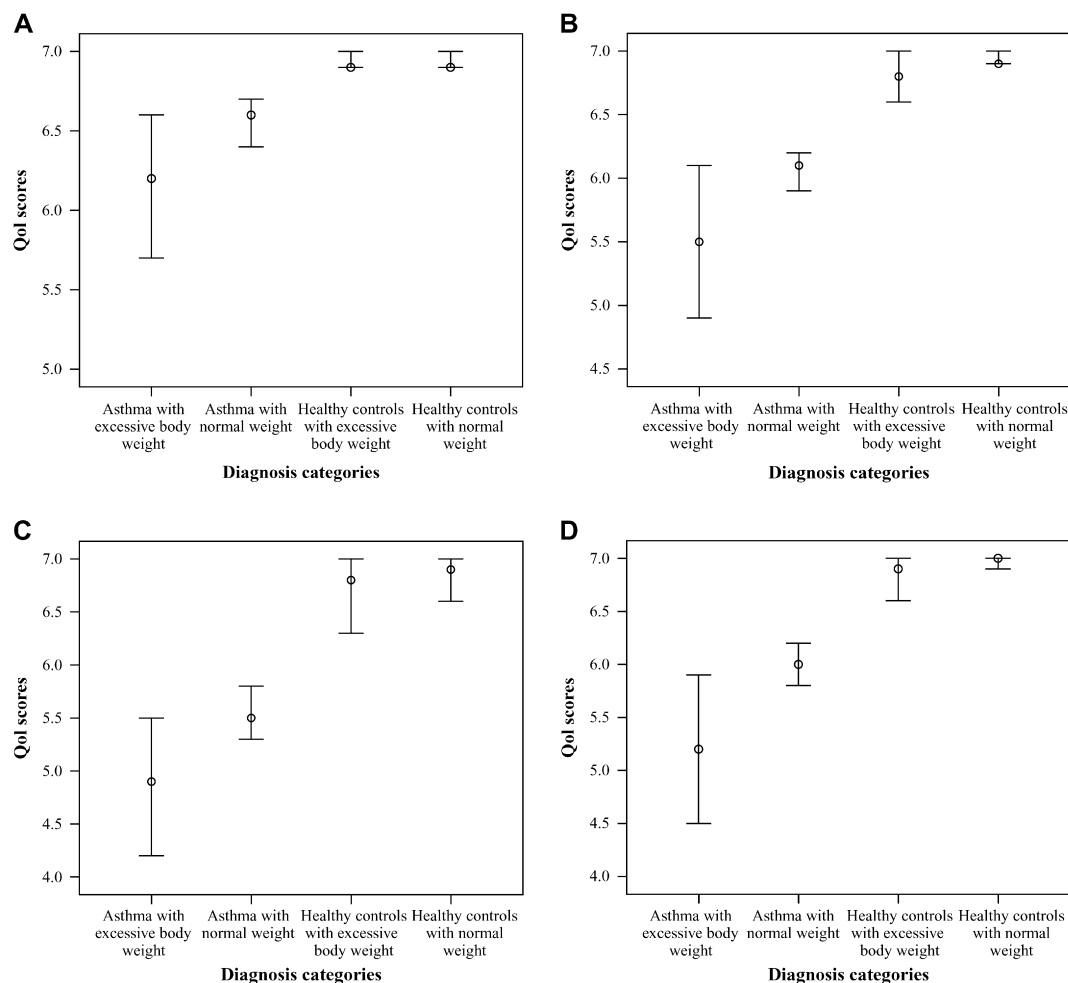 A
7.0
6.5
6.0
5.5
5.0
Qol scores
Asthma with
excessive body
weight
Asthma with
normal weight
Healthy controls
with excessive
body weight
Healthy controls
with normal
weight
Diagnosis categories
B
7.0
6.5
6.0
5.5
5.0
4.5
Qol scores
Asthma with
excessive body
weight
Asthma with
normal weight
Healthy controls
with excessive
body weight
Healthy controls
with normal
weight
Diagnosis categories
C
7.0
6.5
6.0
5.5
5.0
4.5
4.0
Qol scores
Asthma with
excessive body
weight
Asthma with
normal weight
Healthy controls
with excessive
body weight
Healthy controls
with normal
weight
Diagnosis categories
D
7.0
6.5
6.0
5.5
5.0
4.5
4.0
Qol scores
Asthma with
excessive body
weight
Asthma with
normal weight
Healthy controls
with excessive
body weight
Healthy controls
with normal
weight
Diagnosis categories